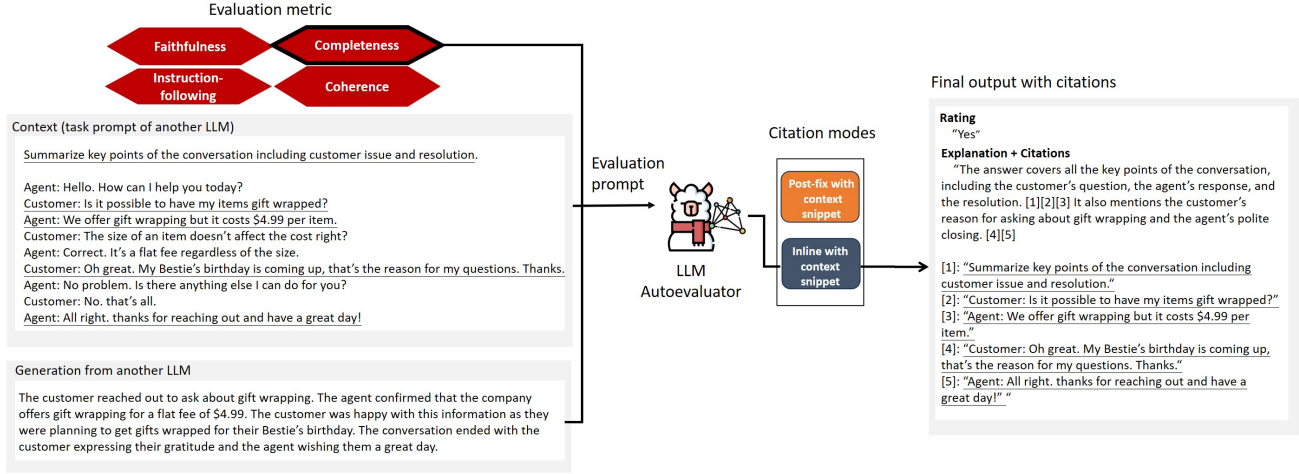 Evaluation metric
Faithfulness
Completeness
Instruction-
following
Coherence
Context (task prompt of another LLM)
Summarize key points of the conversation including customer issue and resolution.
Agent: Hello. How can I help you today?
Customer: Is it possible to have my items gift wrapped?
Agent: We offer gift wrapping but it costs $4.99 per item.
Customer: The size of an item doesn't affect the cost right?
Agent: Correct. It's a flat fee regardless of the size.
Customer: Oh great. My Bestie's birthday is coming up, that's the reason for my questions. Thanks.
Agent: No problem. Is there anything else I can do for you?
Customer: No. that's all.
Agent: All right. thanks for reaching out and have a great day!
Generation from another LLM
The customer reached out to ask about gift wrapping. The agent confirmed that the company
offers gift wrapping for a flat fee of $4.99. The customer was happy with this information as they
were planning to get gifts wrapped for their Bestie's birthday. The conversation ended with the
customer expressing their gratitude and the agent wishing them a great day.
Evaluation
prompt
LLM
Autoevaluator
Citation modes
Post-fix with
context
snippet
Inline with
context
snippet
Final output with citations
Rating
"Yes"
Explanation + Citations
"The answer covers all the key points of the conversation,
including the customer's question, the agent's response, and
the resolution. [1][2][3] It also mentions the customer's
reason for asking about gift wrapping and the agent's polite
closing. [4][5]
[1]: "Summarize key points of the conversation including
customer issue and resolution."
[2]: "Customer: Is it possible to have my items gift wrapped?"
[3]: "Agent: We offer gift wrapping but it costs $4.99 per
item."
[4]: "Customer: Oh great. My Bestie's birthday is coming up,
that's the reason for my questions. Thanks."
[5]: "Agent: All right. thanks for reaching out and have a
great day!" "